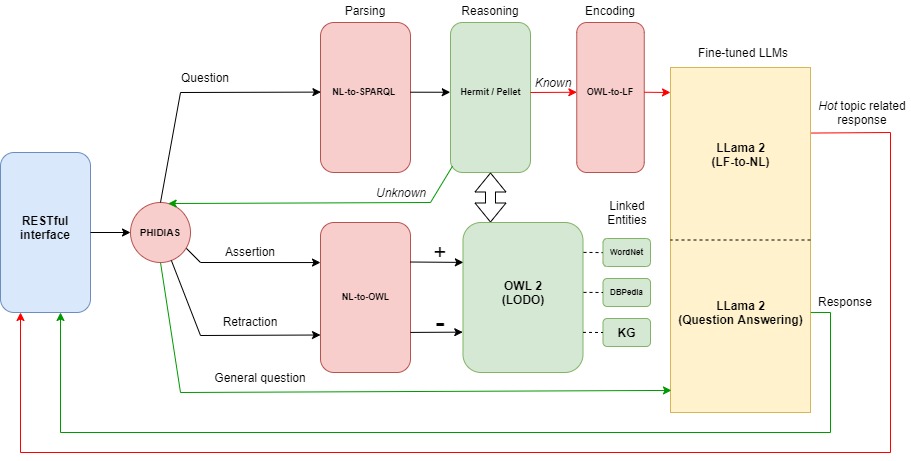 Parsing
Reasoning
Encoding
Fine-tuned LLMs
Question
NL-to-SPARQL
Hermit / Pellet
Known
OWL-to-LF
Hot topic related
response
LLama 2
(LF-to-NL)
Unknown
RESTful
interface
PHIDIAS
Linked
Entities
Assertion
+
WordNet
NL-to-OWL
OWL 2
(LODO)
DBPedia
LLama 2
(Question Answering)
Response
Retraction
-
KG
General question